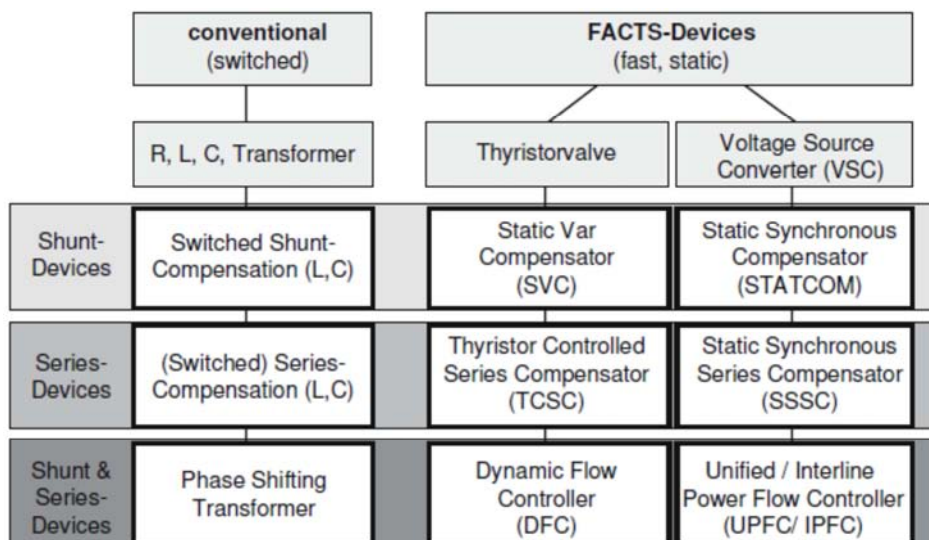 conventional
(switched)
FACTS-Devices
(fast, static)
R, L, C, Transformer
Thyristorvalve
Voltage Source
Converter (VSC)
Shunt-
Devices
Switched Shunt-
Compensation (L,C)
Static Var
Compensator
(SVC)
Static Synchronous
Compensator
(STATCOM)
Series-
Devices
(Switched) Series-
Compensation (L,C)
Thyristor Controlled
Series Compensator
(TCSC)
Static Synchronous
Series Compensator
(SSSC)
Shunt &
Series-
Devices
Phase Shifting
Transformer
Dynamic Flow
Controller
(DFC)
Unified / Interline
Power Flow Controller
(UPFC/ IPFC)